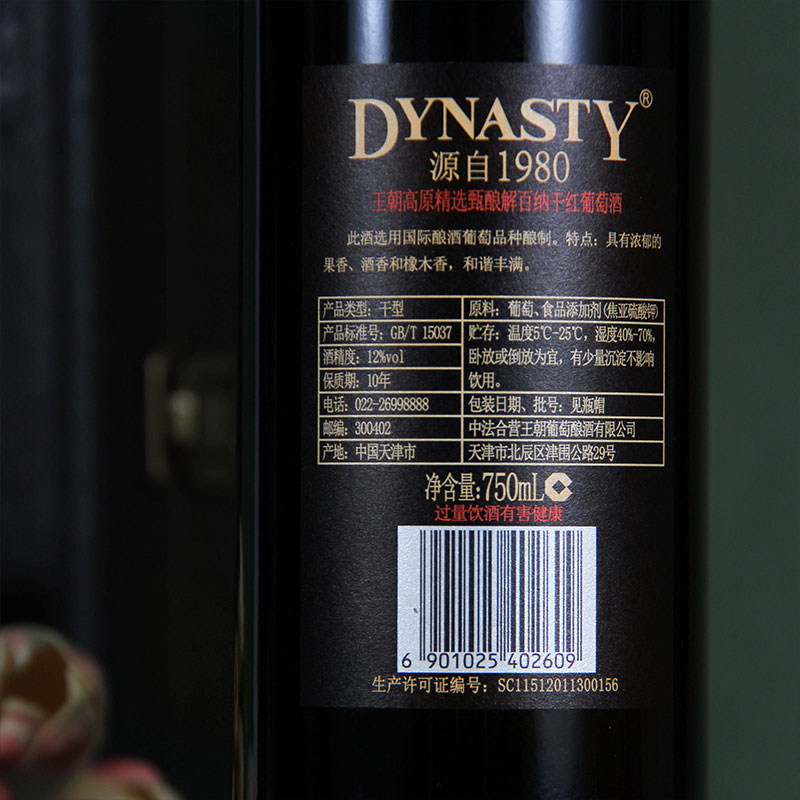 DYNASTY®
源自1980
王朝高原精选甄酿解百纳干红葡萄酒
此酒选用国际酿酒葡萄品种酿制。特点：具有浓郁的
果香、酒香和橡木香，和谐丰满。
产品类型：干型
产品标准号：GB/T 15037
酒精度：12%vol
保质期：10年
电话：022-26998888
邮编：300402
产地：中国天津市
原料：葡萄、食品添加剂(焦亚硫酸钾)
贮存：温度5℃-25℃，湿度40%-70%，
卧放或倒放为宜，有少量沉淀不影响
饮用。
包装日期、批号：见瓶帽
中法合营王朝葡萄酿酒有限公司
天津市北辰区津围公路29号
净含量：750mL
过量饮酒有害健康
6 901025 402609
生产许可证编号：SC11512011300156